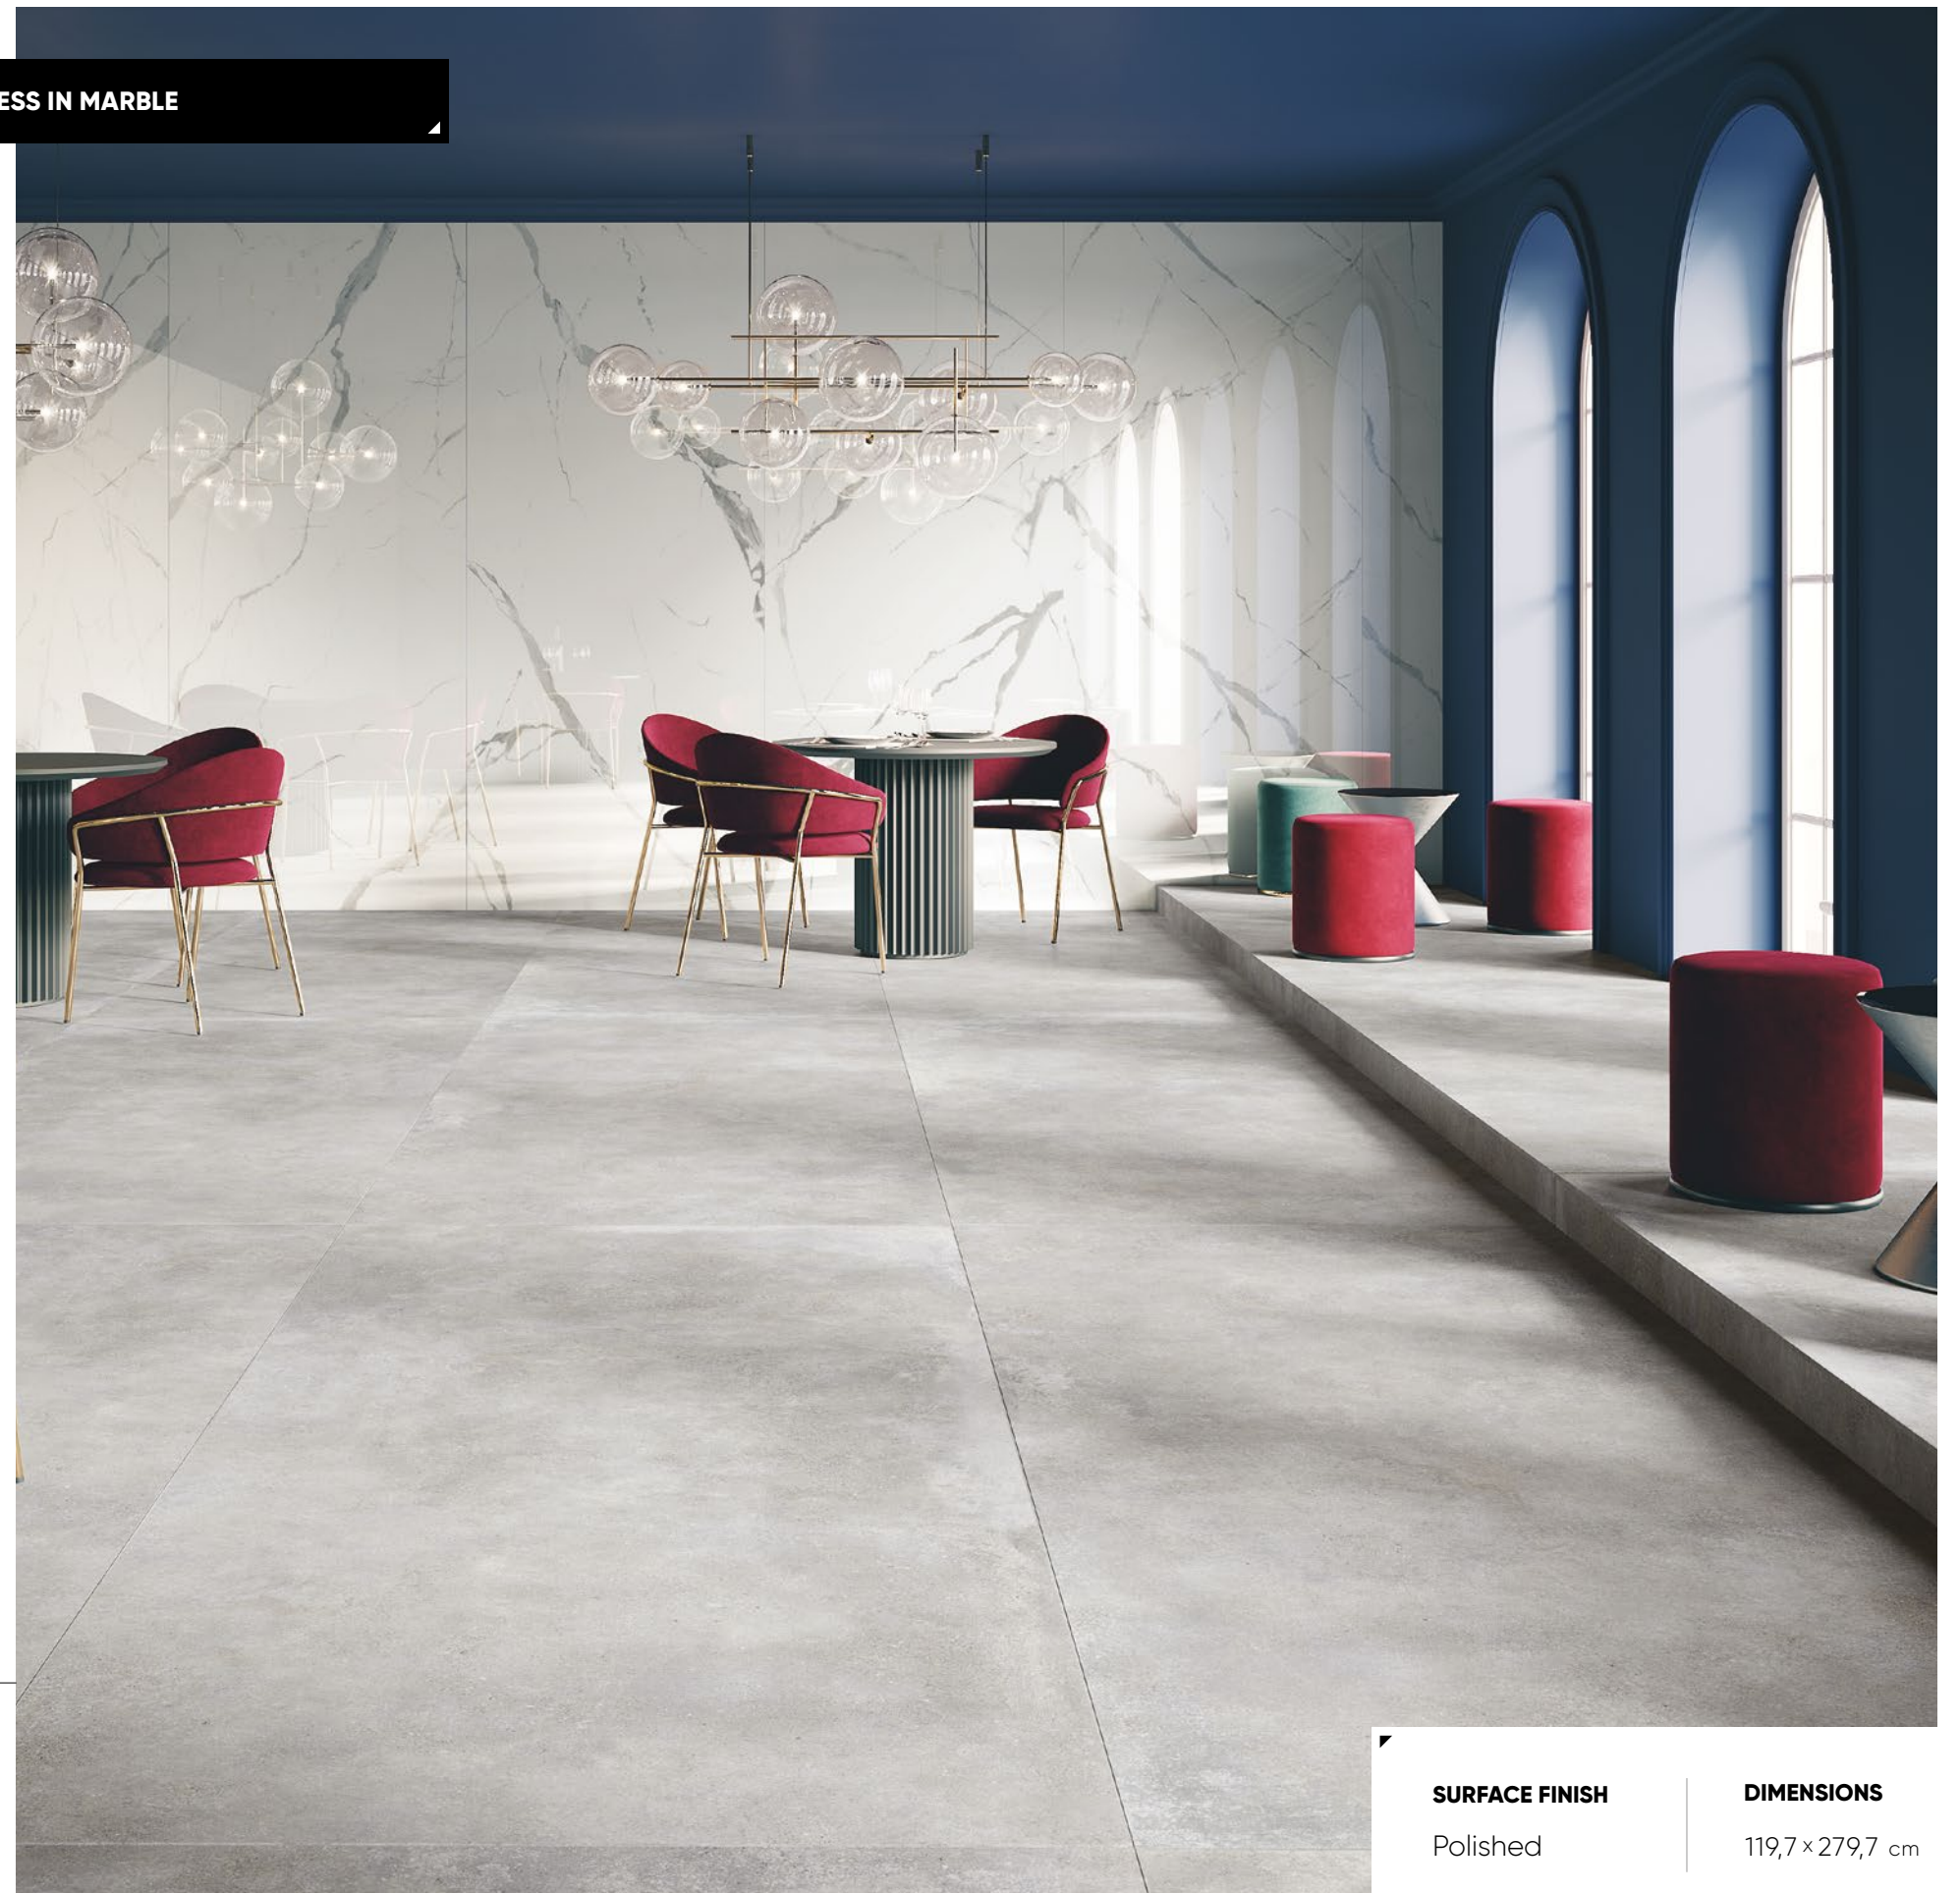 ESS IN MARBLE
SURFACE FINISH
Polished
DIMENSIONS
119,7 × 279,7 cm